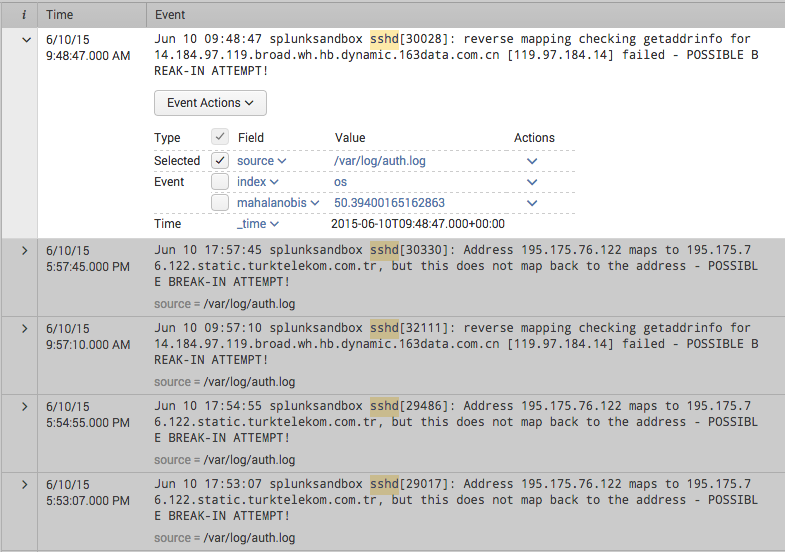 i Time Event
6/10/15 Jun 10 09:48:47 splunksandbox sshd[30028]: reverse mapping checking getaddrinfo for
9:48:47.000 AM 14.184.97.119.broad.wh.hb.dynamic.163data.com.cn [119.97.184.14] failed - POSSIBLE B
REAK-IN ATTEMPT!
Event Actions
Type Field Value Actions
Selected source /var/log/auth.log
Event index os
mahalanobis 50.39400165162863
Time _time 2015-06-10T09:48:47.000+00:00
6/10/15 Jun 10 17:57:45 splunksandbox sshd[30330]: Address 195.175.76.122 maps to 195.175.7
5:57:45.000 PM 6.122.static.turktelekom.com.tr, but this does not map back to the address - POSSIBL
E BREAK-IN ATTEMPT!
source = /var/log/auth.log
6/10/15 Jun 10 09:57:10 splunksandbox sshd[32111]: reverse mapping checking getaddrinfo for
9:57:10.000 AM 14.184.97.119.broad.wh.hb.dynamic.163data.com.cn [119.97.184.14] failed - POSSIBLE B
REAK-IN ATTEMPT!
source = /var/log/auth.log
6/10/15 Jun 10 17:54:55 splunksandbox sshd[29486]: Address 195.175.76.122 maps to 195.175.7
5:54:55.000 PM 6.122.static.turktelekom.com.tr, but this does not map back to the address - POSSIBL
E BREAK-IN ATTEMPT!
source = /var/log/auth.log
6/10/15 Jun 10 17:53:07 splunksandbox sshd[29017]: Address 195.175.76.122 maps to 195.175.7
5:53:07.000 PM 6.122.static.turktelekom.com.tr, but this does not map back to the address - POSSIBL
E BREAK-IN ATTEMPT!
source = /var/log/auth.log